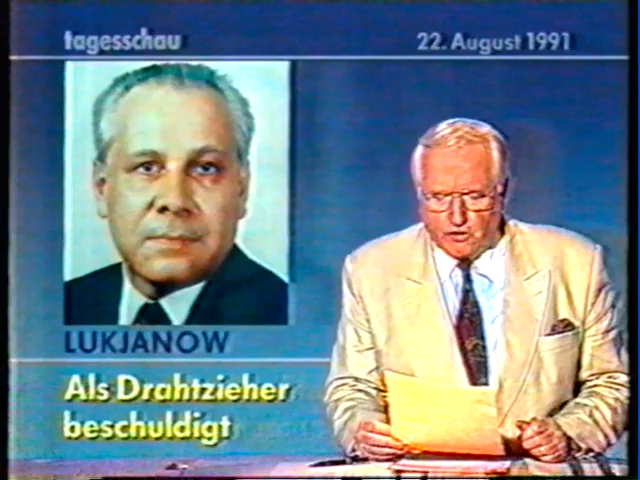 tagesschau
22. August 1991
LUKJANOW
Als Drahtzieher
beschuldigt